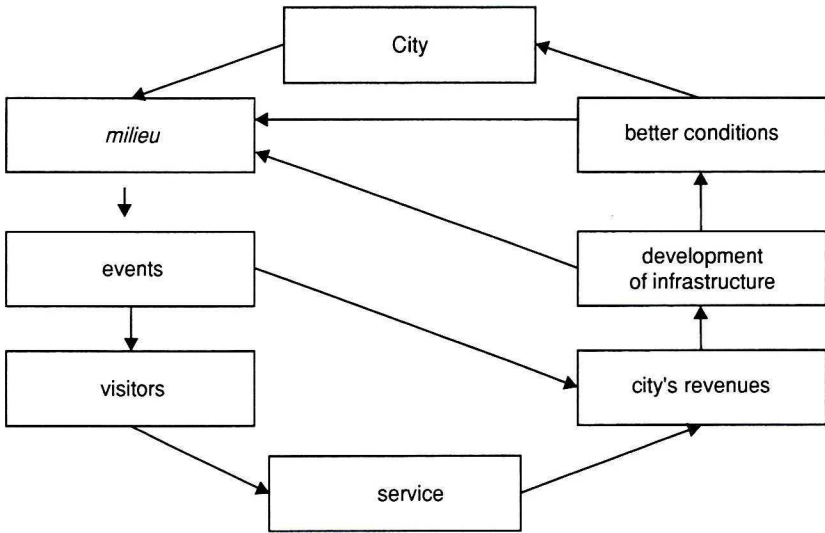 City
milieu
better conditions
events
development
of infrastructure
visitors
city's revenues
service